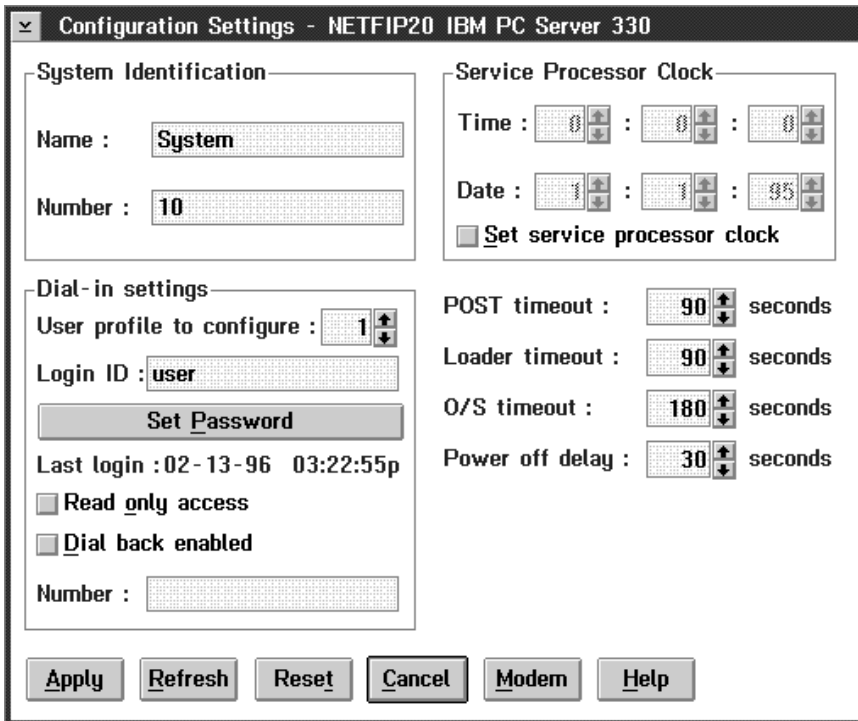 Configuration Settings - NETFIP20 IBM PC Server 330
System Identification
Name : System
Number : 10
Service Processor Clock
Time : 0 : 0 : 0
Date : 1 : 1 : 95
Set service processor clock
Dial-in settings
User profile to configure : 1
Login ID : user
Set Password
Last login :02-13-96 03:22:55p
Read only access
Dial back enabled
Number :
POST timeout : 90 seconds
Loader timeout : 90 seconds
O/S timeout : 180 seconds
Power off delay : 30 seconds
Apply Refresh Reset Cancel Modem Help